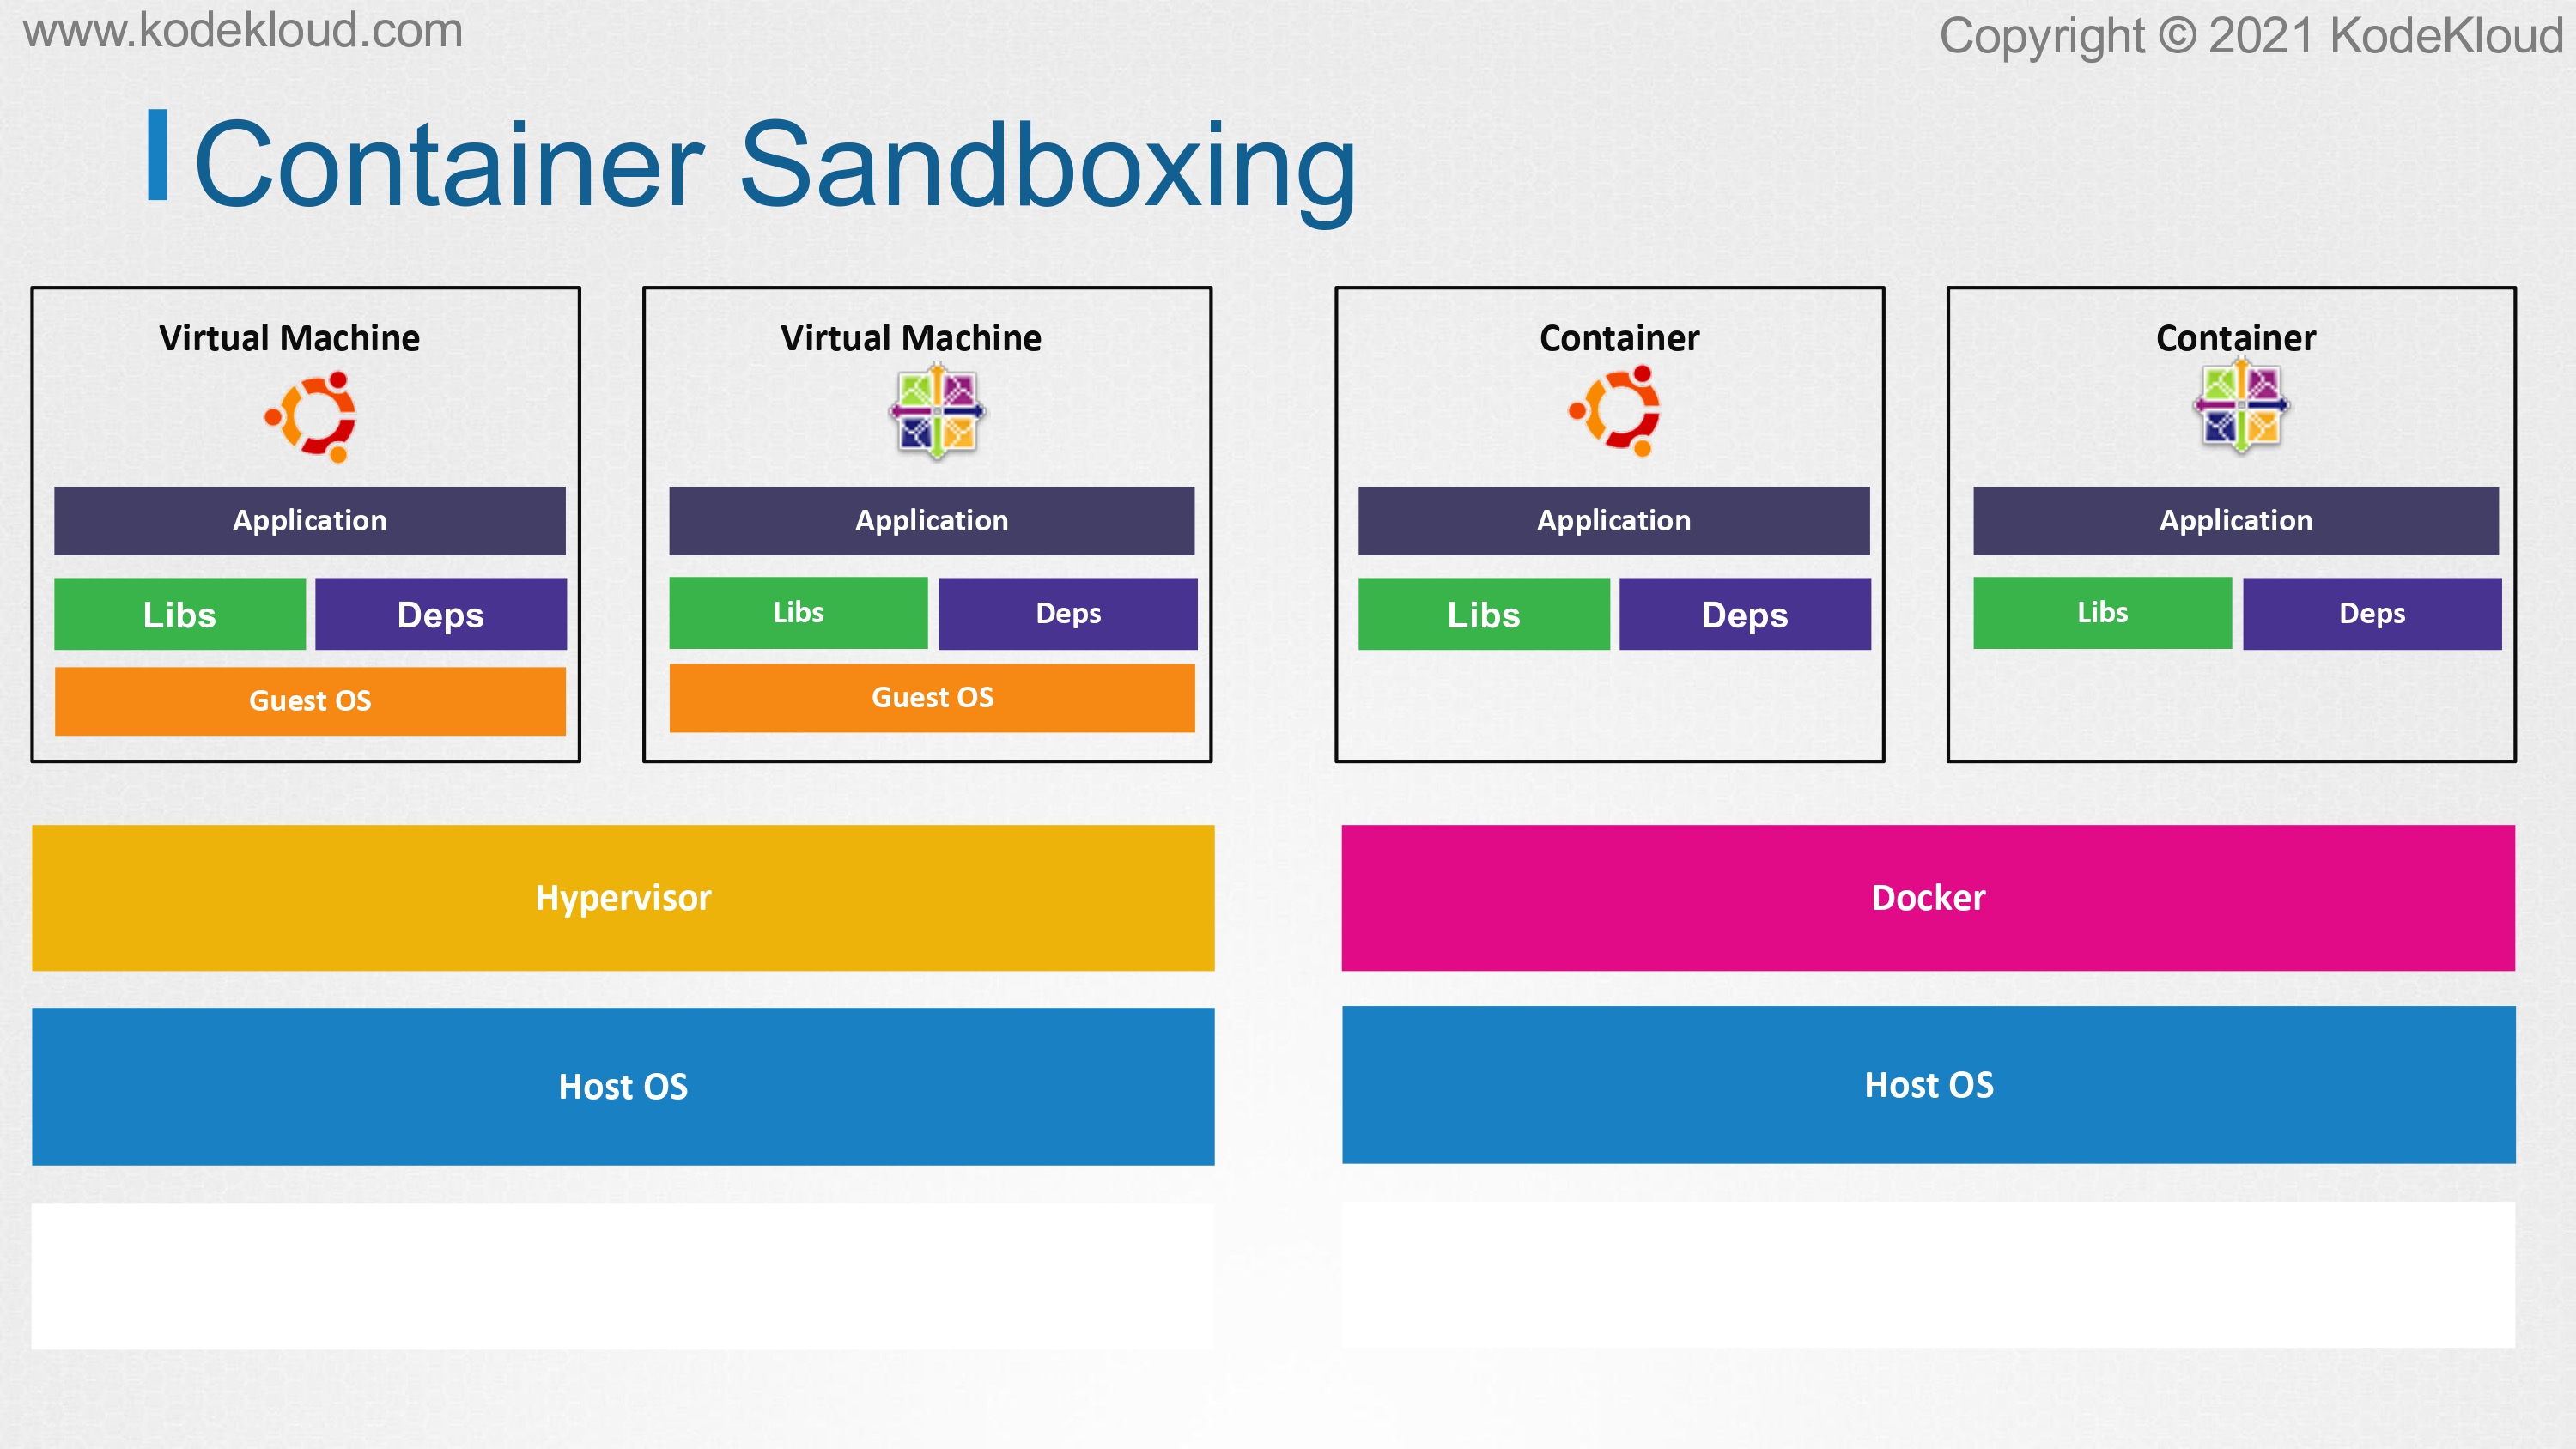 www.kodekloud.com
Copyright © 2021 KodeKloud
Container Sandboxing
Virtual Machine
Virtual Machine
Container
Container
Application
Application
Application
Application
Libs
Deps
Libs
Deps
Libs
Deps
Libs
Deps
Guest OS
Guest OS
Hypervisor
Docker
Host OS
Host OS